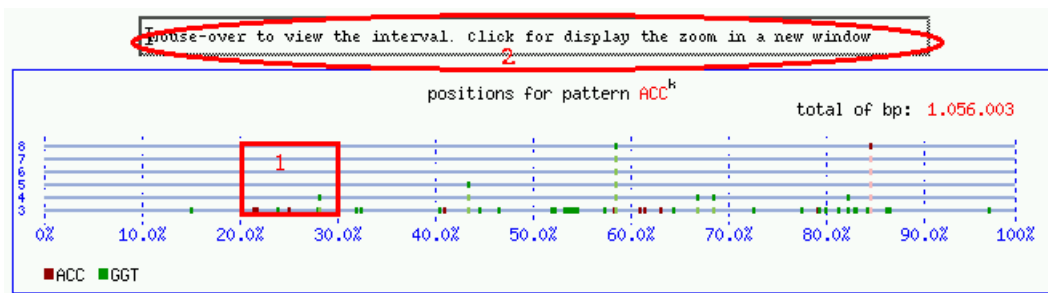 Mouse-over to view the interval. Click for display the zoom in a new window
2
positions for pattern ACC^k
total of bp: 1.056.003
1
8
7
6
5
4
3
0% 10.0% 20.0% 30.0% 40.0% 50.0% 60.0% 70.0% 80.0% 90.0% 100%
ACC GGT